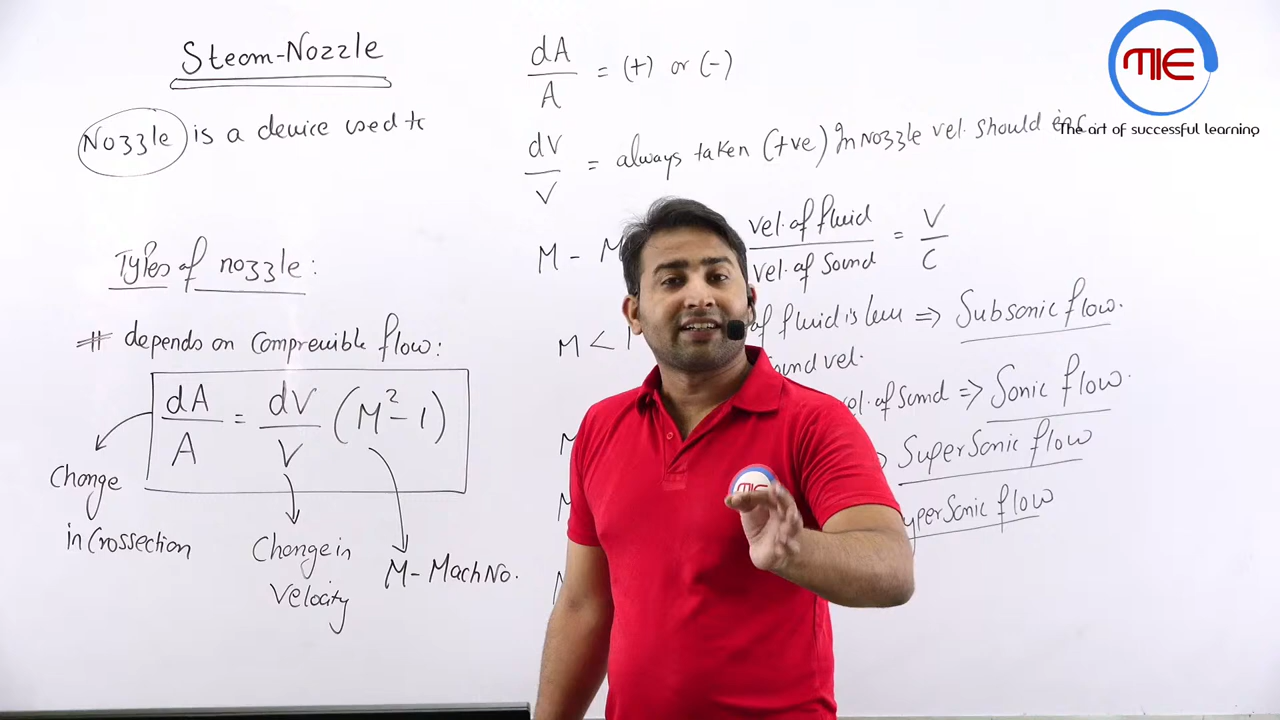 Steam-Nozzle
Nozzle is a device used to
Types of nozzle:
# depends on Compressible flow:
dA/A = dV/V (M²-1)
Change
in Crossection
Change in
Velocity
M- Mach No.
dA/A = (+) or (-)
dV/V = always taken (+ve) In Nozzle vel. should inc
M - M
vel. of fluid / vel. of Sound = V/C
M < 1 of fluid is less => Subsonic flow.
sound vel.
vel. of Sound => Sonic flow.
SuperSonic flow
yperSonic flow
MIE
The art of successful learning
MIE